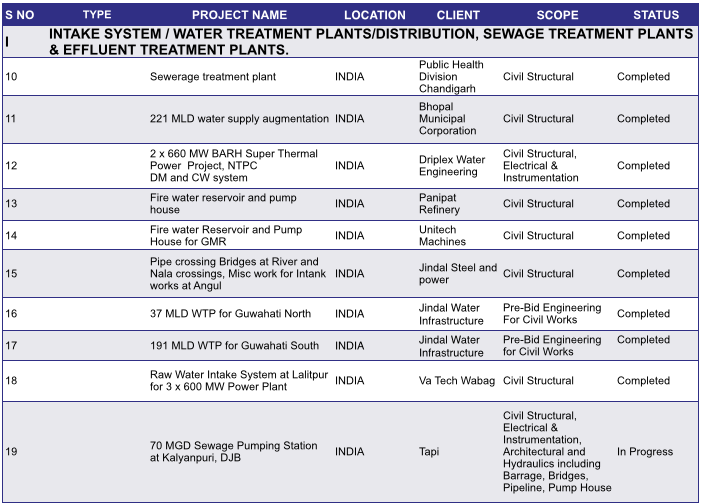 S NO TYPE PROJECT NAME LOCATION CLIENT SCOPE STATUS
I INTAKE SYSTEM / WATER TREATMENT PLANTS/DISTRIBUTION, SEWAGE TREATMENT PLANTS
& EFFLUENT TREATMENT PLANTS.
10 Sewerage treatment plant INDIA Public Health
Division
Chandigarh Civil Structural Completed
11 221 MLD water supply augmentation INDIA Bhopal
Municipal
Corporation Civil Structural Completed
12 2 x 660 MW BARH Super Thermal
Power Project, NTPC
DM and CW system INDIA Driplex Water
Engineering Civil Structural,
Electrical &
Instrumentation Completed
13 Fire water reservoir and pump
house INDIA Panipat
Refinery Civil Structural Completed
14 Fire water Reservoir and Pump
House for GMR INDIA Unitech
Machines Civil Structural Completed
15 Pipe crossing Bridges at River and
Nala crossings, Misc work for Intank
works at Angul INDIA Jindal Steel and
power Civil Structural Completed
16 37 MLD WTP for Guwahati North INDIA Jindal Water
Infrastructure Pre-Bid Engineering
For Civil Works Completed
17 191 MLD WTP for Guwahati South INDIA Jindal Water
Infrastructure Pre-Bid Engineering
for Civil Works Completed
18 Raw Water Intake System at Lalitpur
for 3 x 600 MW Power Plant INDIA Va Tech Wabag Civil Structural Completed
19 70 MGD Sewage Pumping Station
at Kalyanpuri, DJB INDIA Tapi Civil Structural,
Electrical &
Instrumentation,
Architectural and
Hydraulics including
Barrage, Bridges,
Pipeline, Pump House In Progress